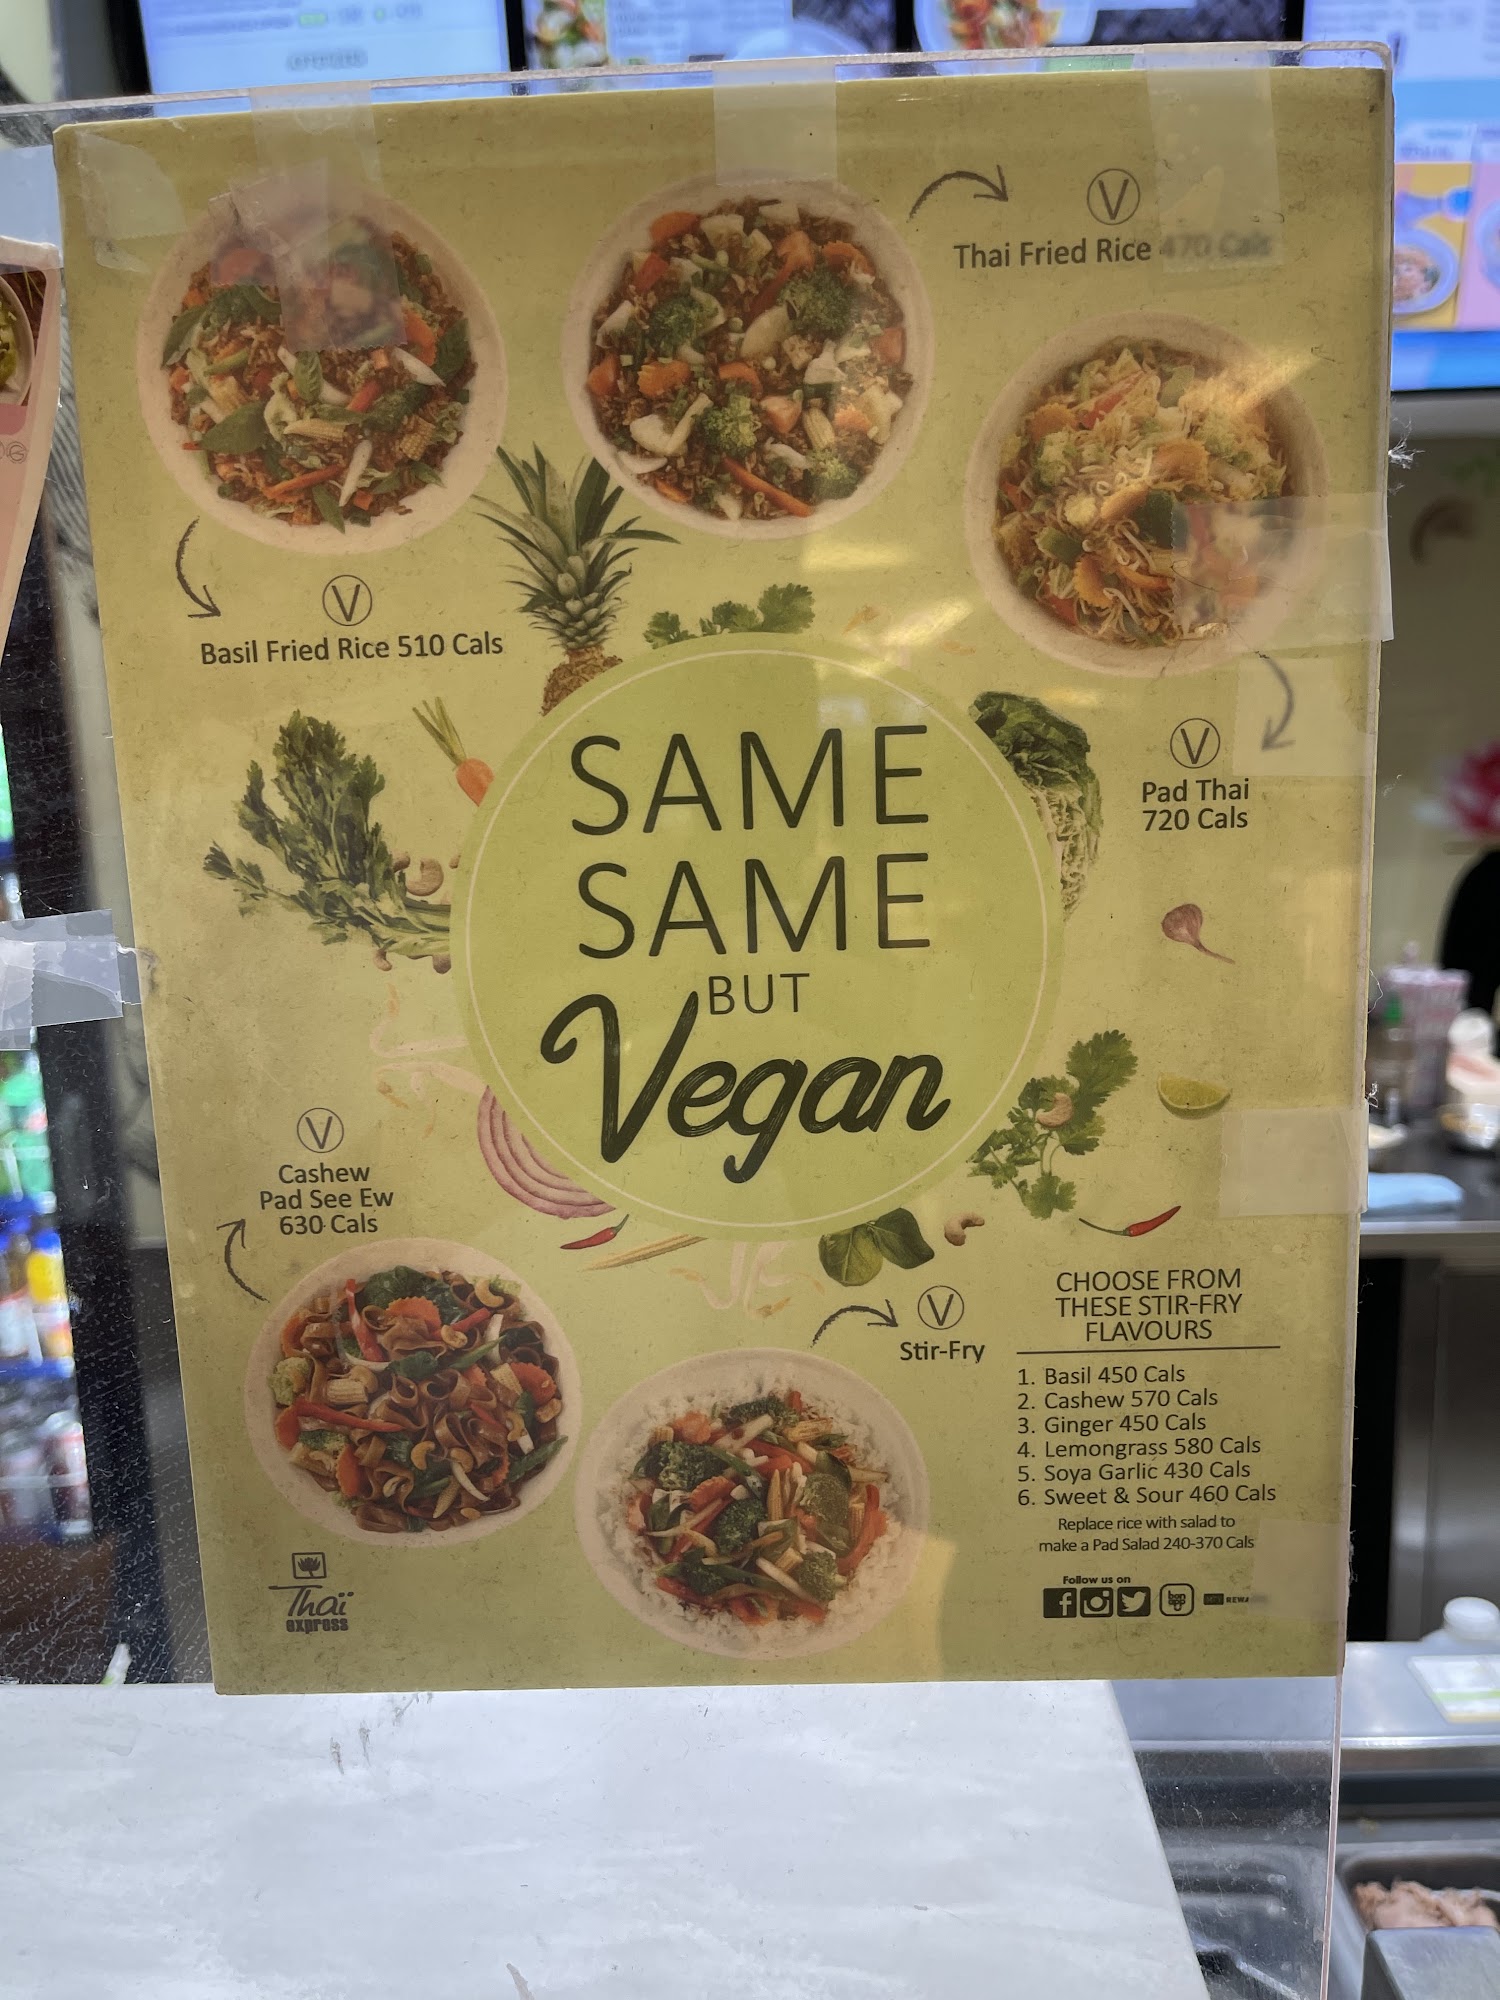 Thai Fried Rice 470 Cals
Basil Fried Rice 510 Cals
Pad Thai
720 Cals
SAME
SAME
BUT
Vegan
Cashew
Pad See Ew
630 Cals
Stir-Fry
CHOOSE FROM
THESE STIR-FRY
FLAVOURS
1. Basil 450 Cals
2. Cashew 570 Cals
3. Ginger 450 Cals
4. Lemongrass 580 Cals
5. Soya Garlic 430 Cals
6. Sweet & Sour 460 Cals
Replace rice with salad to
make a Pad Salad 240-370 Cals
Follow us on
Thaï
express